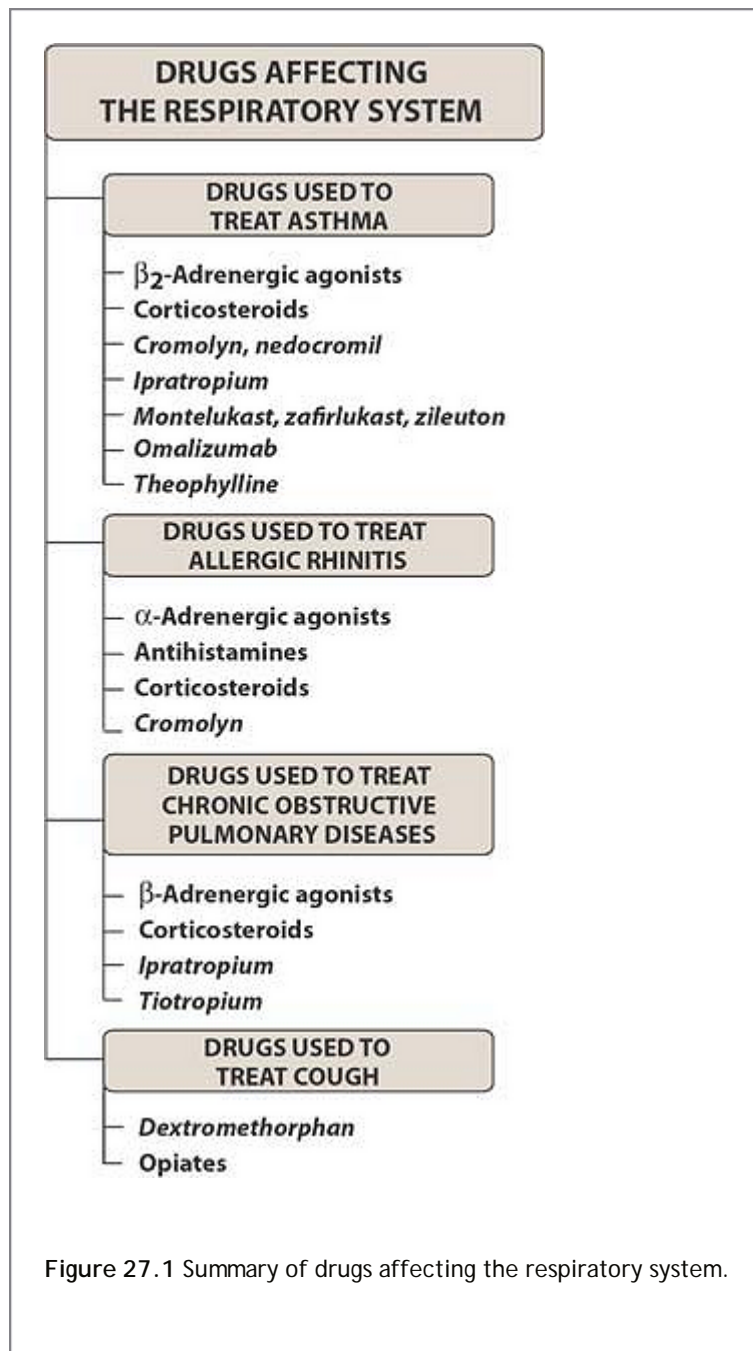 DRUGS AFFECTING
THE RESPIRATORY SYSTEM
DRUGS USED TO
TREAT ASTHMA
β2-Adrenergic agonists
Corticosteroids
Cromolyn, nedocromil
Ipratropium
Montelukast, zafirlukast, zileuton
Omalizumab
Theophylline
DRUGS USED TO TREAT
ALLERGIC RHINITIS
α-Adrenergic agonists
Antihistamines
Corticosteroids
Cromolyn
DRUGS USED TO TREAT
CHRONIC OBSTRUCTIVE
PULMONARY DISEASES
β-Adrenergic agonists
Corticosteroids
Ipratropium
Tiotropium
DRUGS USED TO
TREAT COUGH
Dextromethorphan
Opiates
Figure 27.1 Summary of drugs affecting the respiratory system.